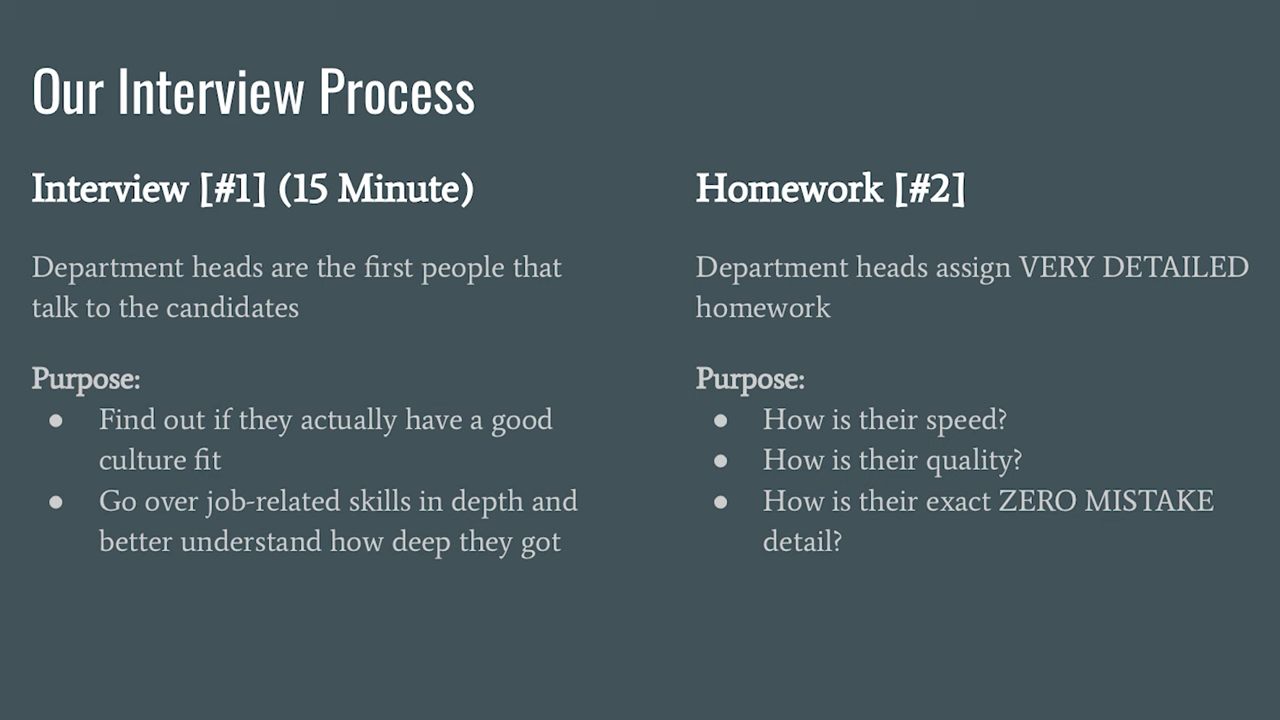 Our Interview Process
Interview [#1] (15 Minute)
Department heads are the first people that
talk to the candidates
Purpose:
● Find out if they actually have a good
culture fit
● Go over job-related skills in depth and
better understand how deep they got
Homework [#2]
Department heads assign VERY DETAILED
homework
Purpose:
● How is their speed?
● How is their quality?
● How is their exact ZERO MISTAKE
detail?